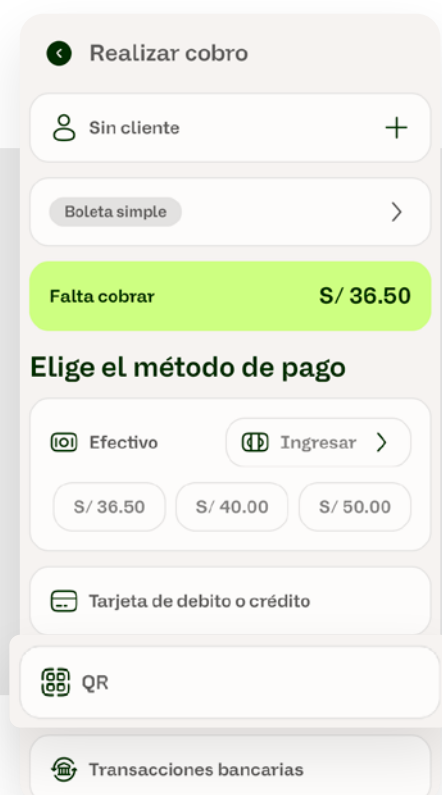 Realizar cobro
Sin cliente
Boleta simple
Falta cobrar S/ 36.50
Elige el método de pago
Efectivo Ingresar
S/ 36.50 S/ 40.00 S/ 50.00
Tarjeta de debito o crédito
QR
Transacciones bancarias